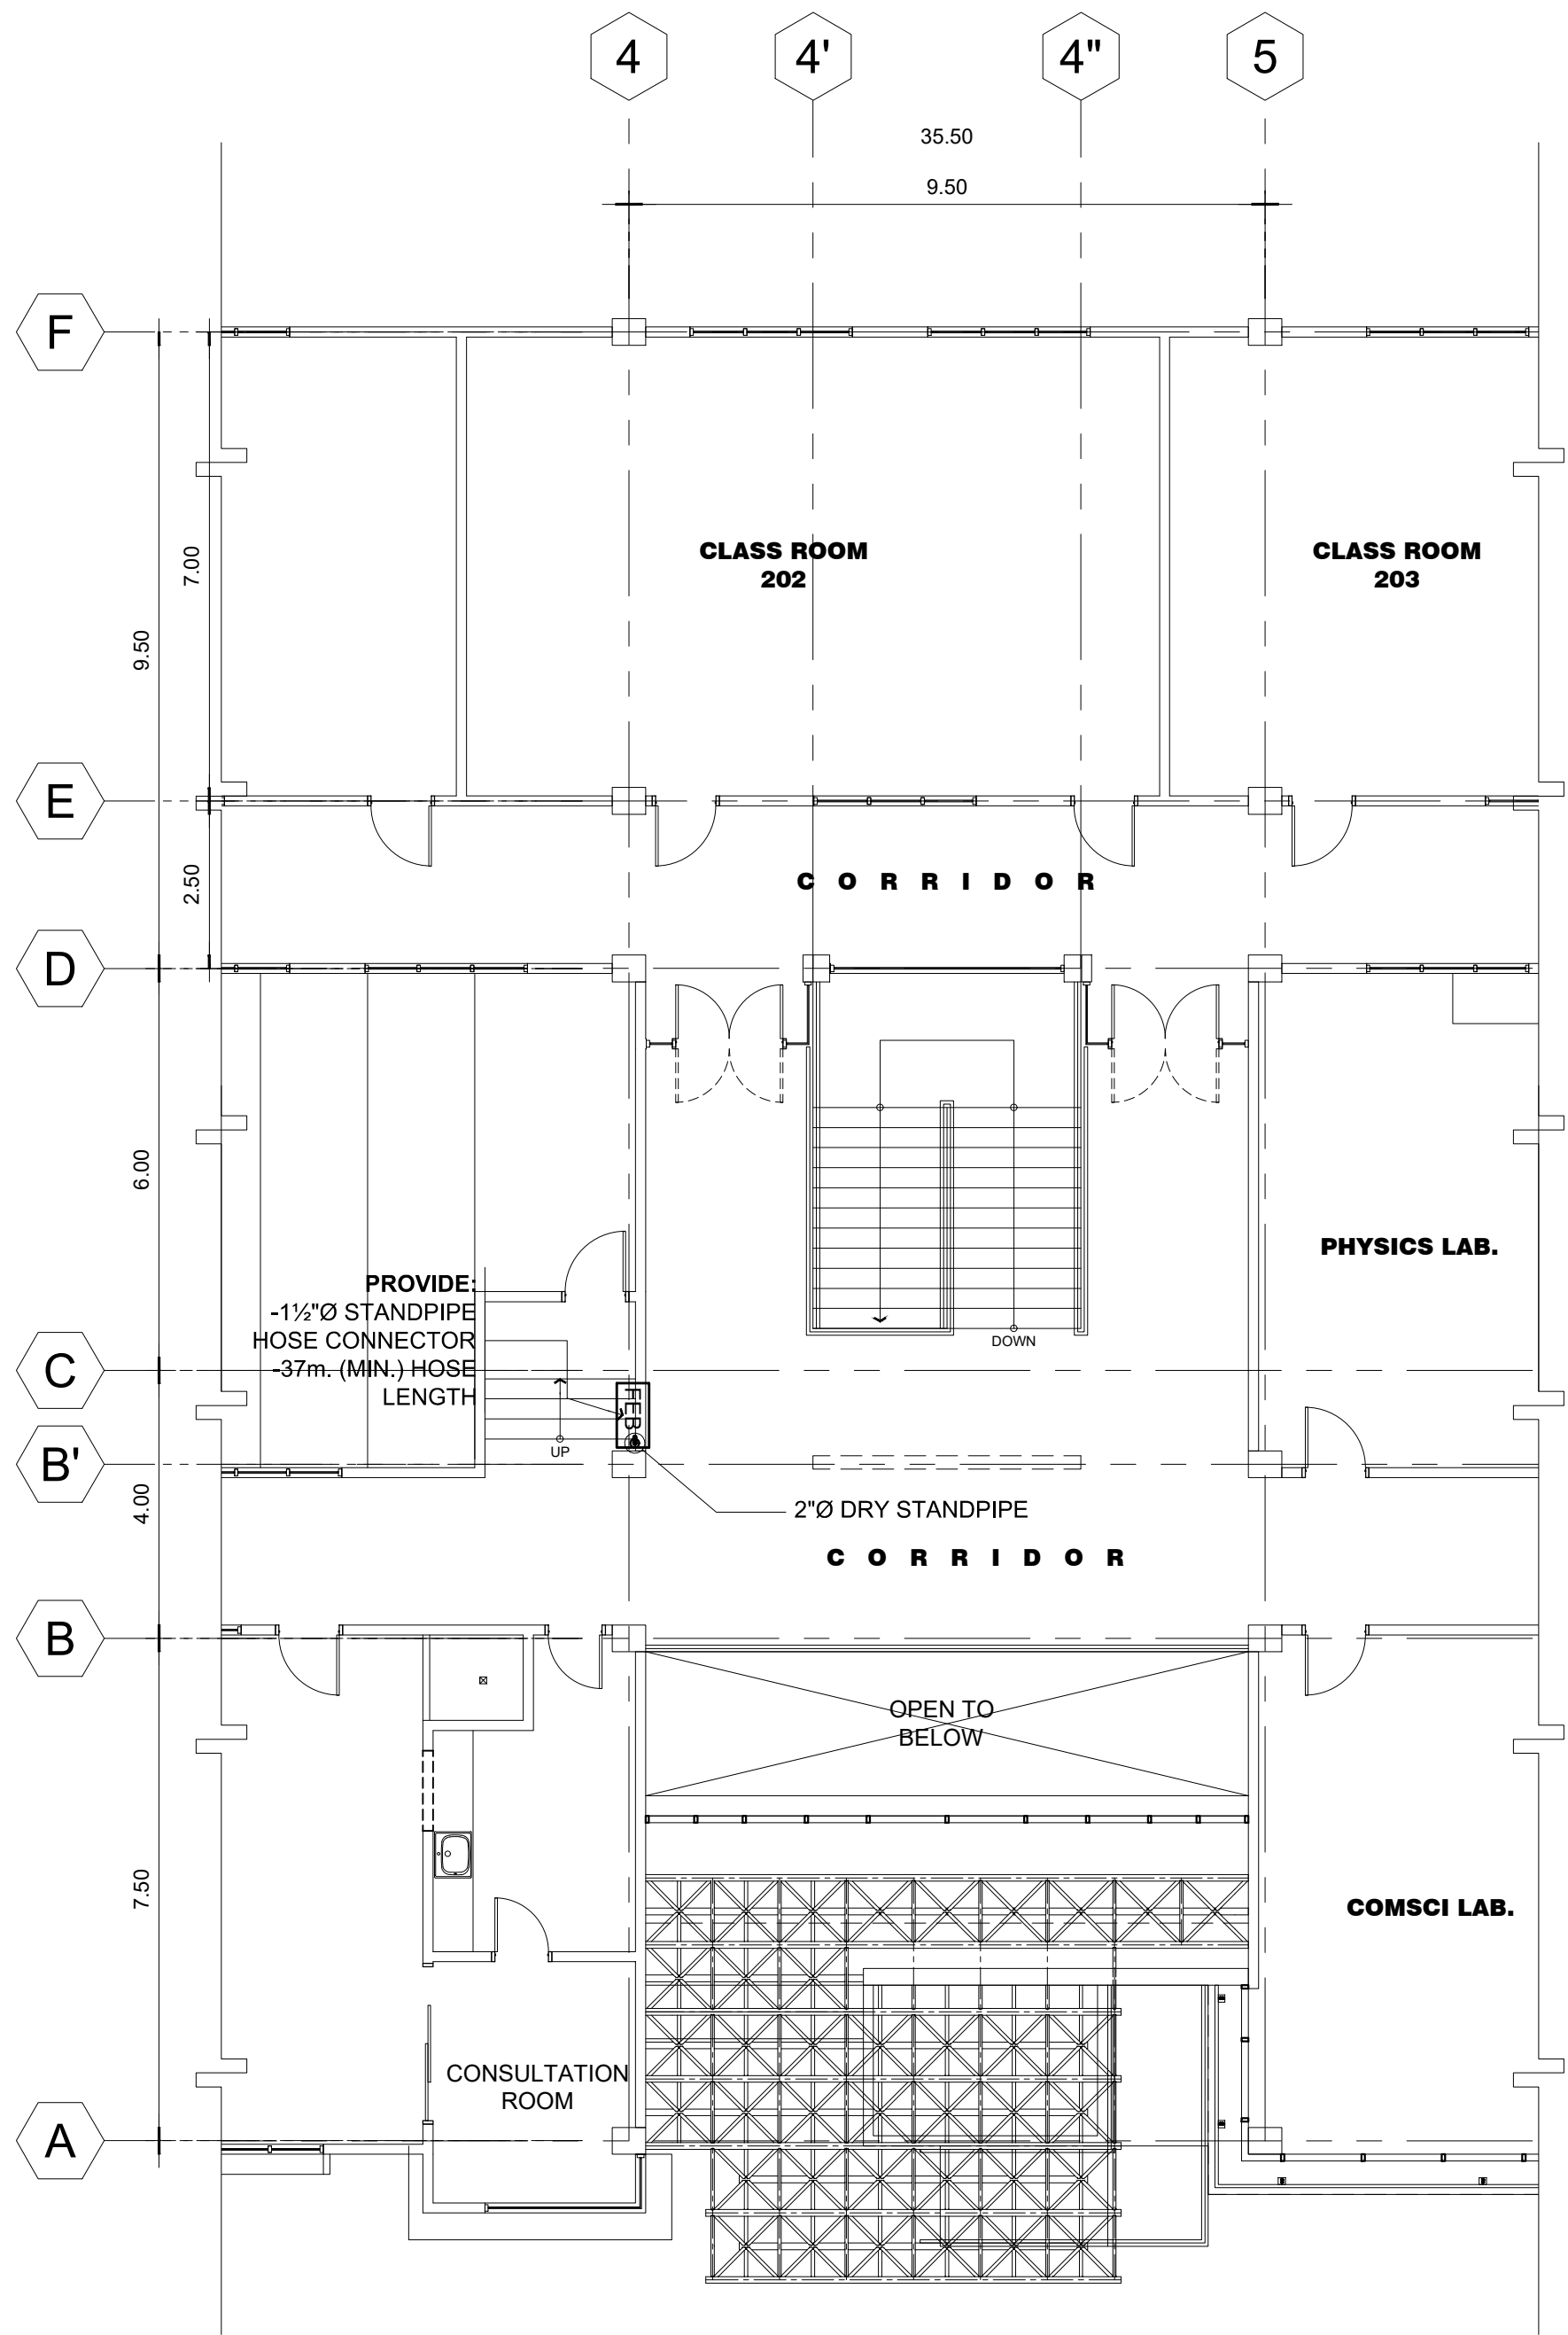 4
4'
4"
5
35.50
9.50
F
7.00
9.50
CLASS ROOM
202
CLASS ROOM
203
E
2.50
CORRIDOR
D
6.00
PHYSICS LAB.
PROVIDE:
-1½"Ø STANDPIPE
HOSE CONNECTOR
-37m. (MIN.) HOSE
LENGTH
DOWN
C
FEB
UP
B'
4.00
2"Ø DRY STANDPIPE
CORRIDOR
B
OPEN TO
BELOW
7.50
COMSCI LAB.
CONSULTATION
ROOM
A